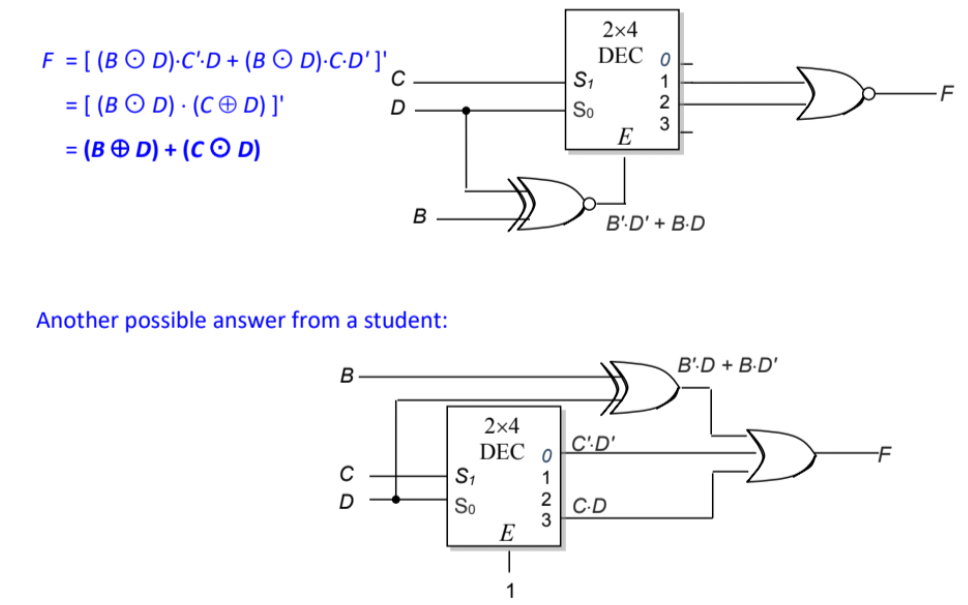 F = [ (B ⊙ D)·C'·D + (B ⊙ D)·C·D' ]'
= [ (B ⊙ D) · (C ⊕ D) ]'
= (B ⊕ D) + (C ⊙ D)
2×4
DEC
0
1
2
3
C
D
S₁
S₀
E
F
B
B'·D' + B·D
Another possible answer from a student:
B
B'·D + B·D'
2×4
DEC
0
1
2
3
C'·D'
C
D
S₁
S₀
C·D
E
1
F